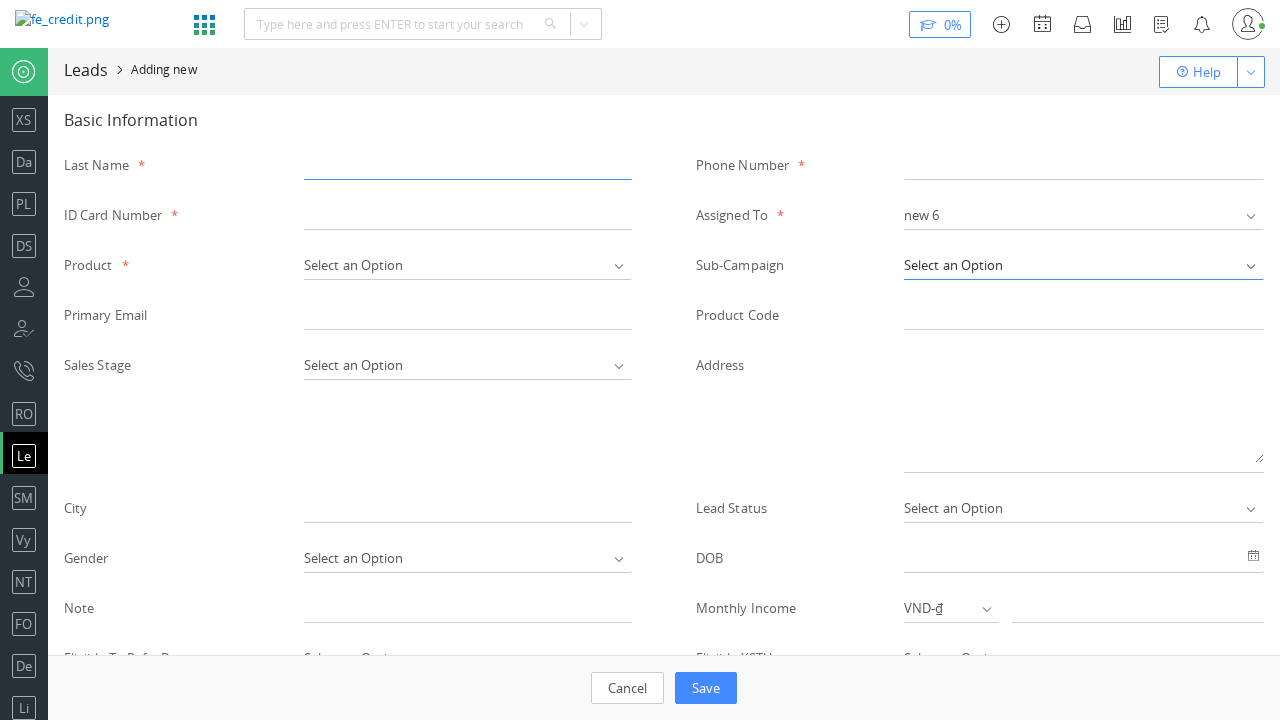 fe_credit.png
Type here and press ENTER to start your search
0%
Leads
Adding new
Help
XS
Da
PL
DS
RO
Le
SM
Vy
NT
FO
De
Li
Basic Information
Last Name *
Phone Number *
ID Card Number *
Assigned To * new 6
Product * Select an Option
Sub-Campaign Select an Option
Primary Email
Product Code
Sales Stage Select an Option
Address
City
Lead Status Select an Option
Gender Select an Option
DOB
Note
Monthly Income VND-₫
Cancel
Save